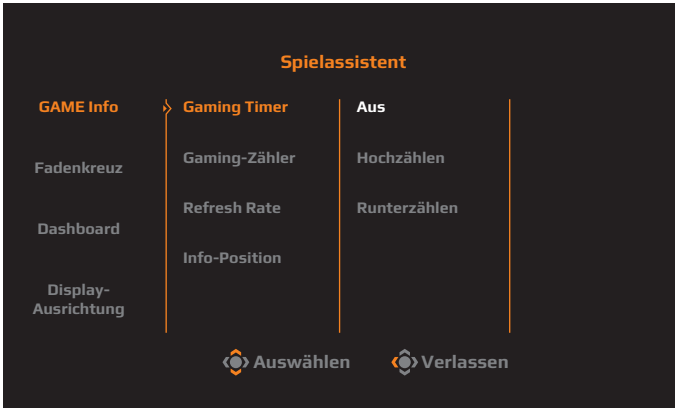 Spielassistent
GAME Info
Fadenkreuz
Dashboard
Display-
Ausrichtung
Gaming Timer
Gaming-Zähler
Refresh Rate
Info-Position
Aus
Hochzählen
Runterzählen
Auswählen
Verlassen